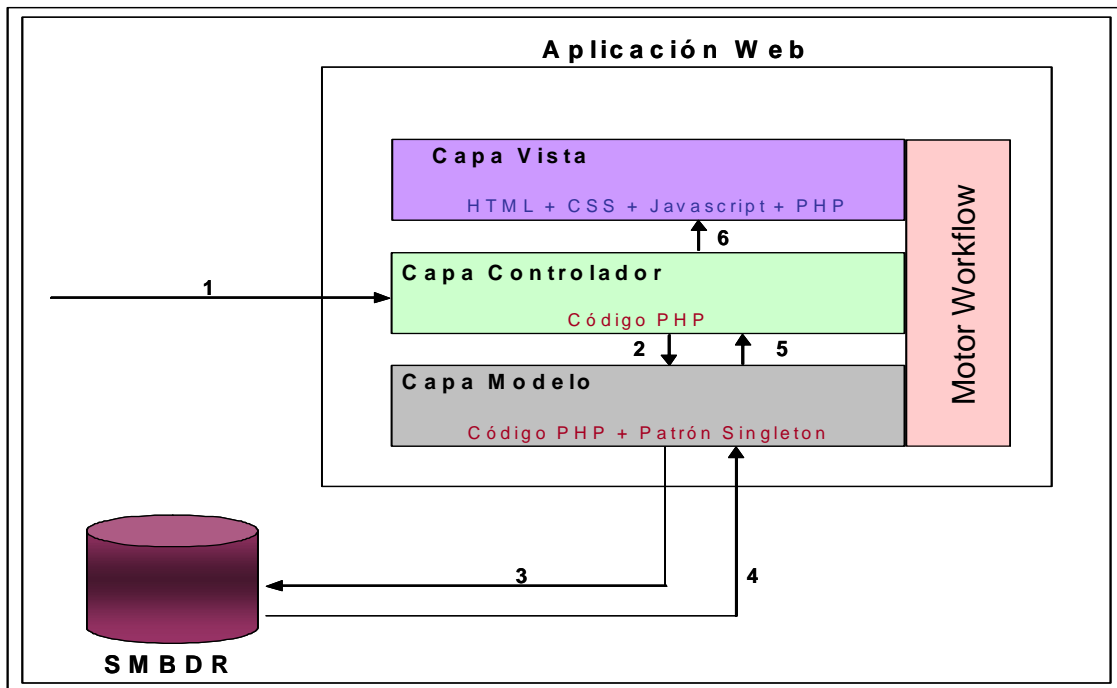 Aplicación Web
Capa Vista
HTML + CSS + Javascript + PHP
6
Capa Controlador
1
Código PHP
2
5
Capa Modelo
Código PHP + Patrón Singleton
Motor Workflow
3
4
SMBDR